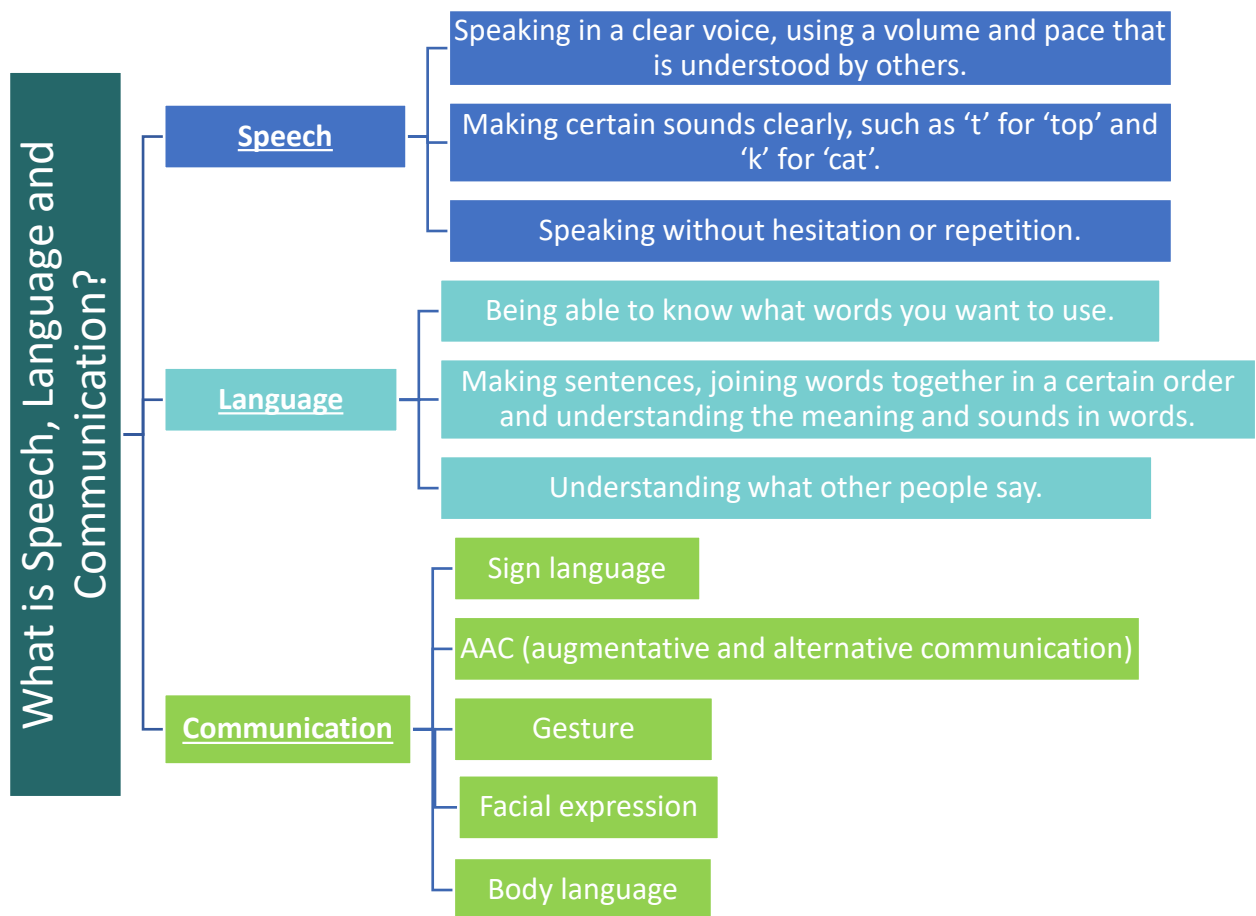 What is Speech, Language and
Communication?
Speech
Speaking in a clear voice, using a volume and pace that
is understood by others.
Making certain sounds clearly, such as ‘t’ for ‘top’ and
‘k’ for ‘cat’.
Speaking without hesitation or repetition.
Language
Being able to know what words you want to use.
Making sentences, joining words together in a certain order
and understanding the meaning and sounds in words.
Understanding what other people say.
Communication
Sign language
AAC (augmentative and alternative communication)
Gesture
Facial expression
Body language